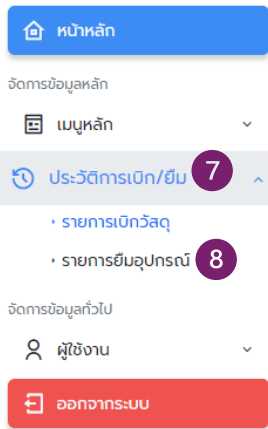 หน้าหลัก
จัดการข้อมูลหลัก
เมนูหลัก
ประวัติการเบิก/ยืม 7
รายการเบิกวัสดุ
รายการยืมอุปกรณ์ 8
จัดการข้อมูลทั่วไป
ผู้ใช้งาน
ออกจากระบบ